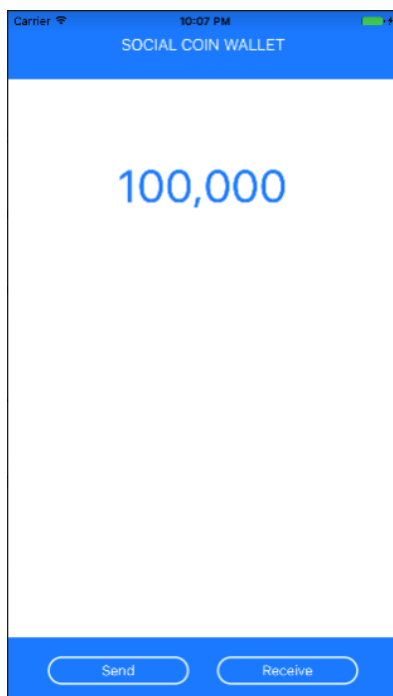 Carrier 10:07 PM
SOCIAL COIN WALLET
100,000
Send Receive